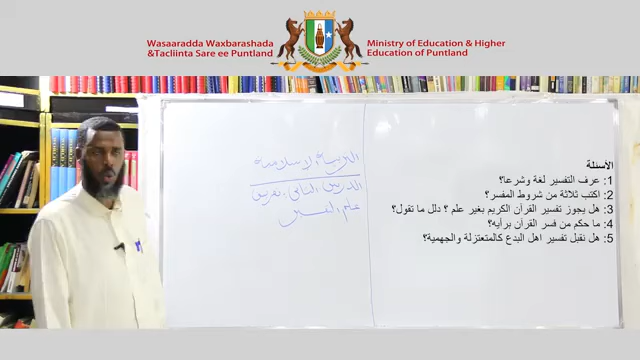 Wasaaradda Waxbarashada
&Tacliinta Sare ee Puntland
Ministry of Education & Higher
Education of Puntland
التربية الإسلامية
الدرس الثاني: تعريف
علم التفسير
الأسئلة
1: عرف التفسير لغة وشرعا؟
2: اكتب ثلاثة من شروط المفسر؟
3: هل يجوز تفسير القرآن الكريم بغير علم ؟ دلل ما تقول؟
4: ما حكم من فسر القرآن برأيه؟
5: هل نقبل تفسير اهل البدع كالمتعتزلة والجهمية؟